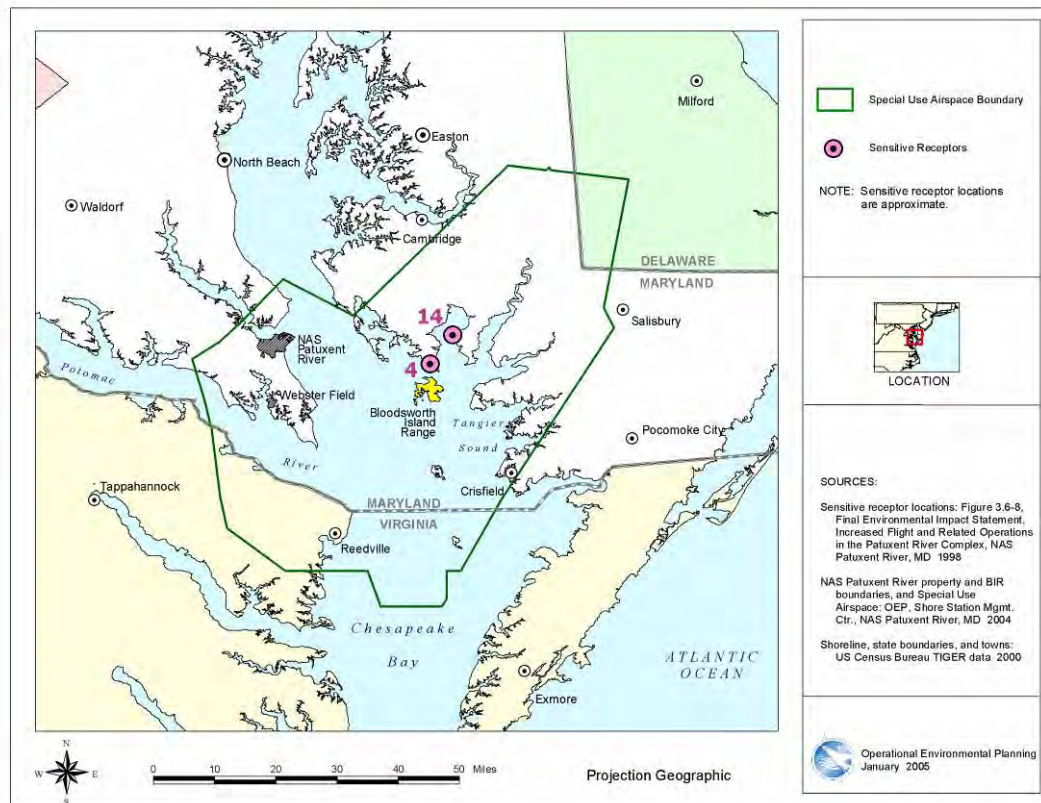 Milford
Easton
North Beach
Waldorf
Cambridge
DELAWARE
MARYLAND
Salisbury
14
NAS
Patuxent
River
4
Potomac
Webster Field
Bloodsworth
Island
Range
Tangier
Sound
River
Pocomoke City
Crisfield
Tappahannock
MARYLAND
VIRGINIA
Reedville
Chesapeake
Bay
ATLANTIC
OCEAN
Exmore
N
W
E
S
0
10
20
30
40
50
Miles
Projection Geographic
Special Use Airspace Boundary
Sensitive Receptors
NOTE: Sensitive receptor locations
are approximate.
LOCATION
SOURCES:
Sensitive receptor locations: Figure 3.6-8,
Final Environmental Impact Statement,
Increased Flight and Related Operations
in the Patuxent River Complex, NAS
Patuxent River, MD 1998
NAS Patuxent River property and BIR
boundaries, and Special Use
Airspace: OEP, Shore Station Mgmt.
Ctr., NAS Patuxent River, MD 2004
Shoreline, state boundaries, and towns:
US Census Bureau TIGER data 2000
Operational Environmental Planning
January 2005